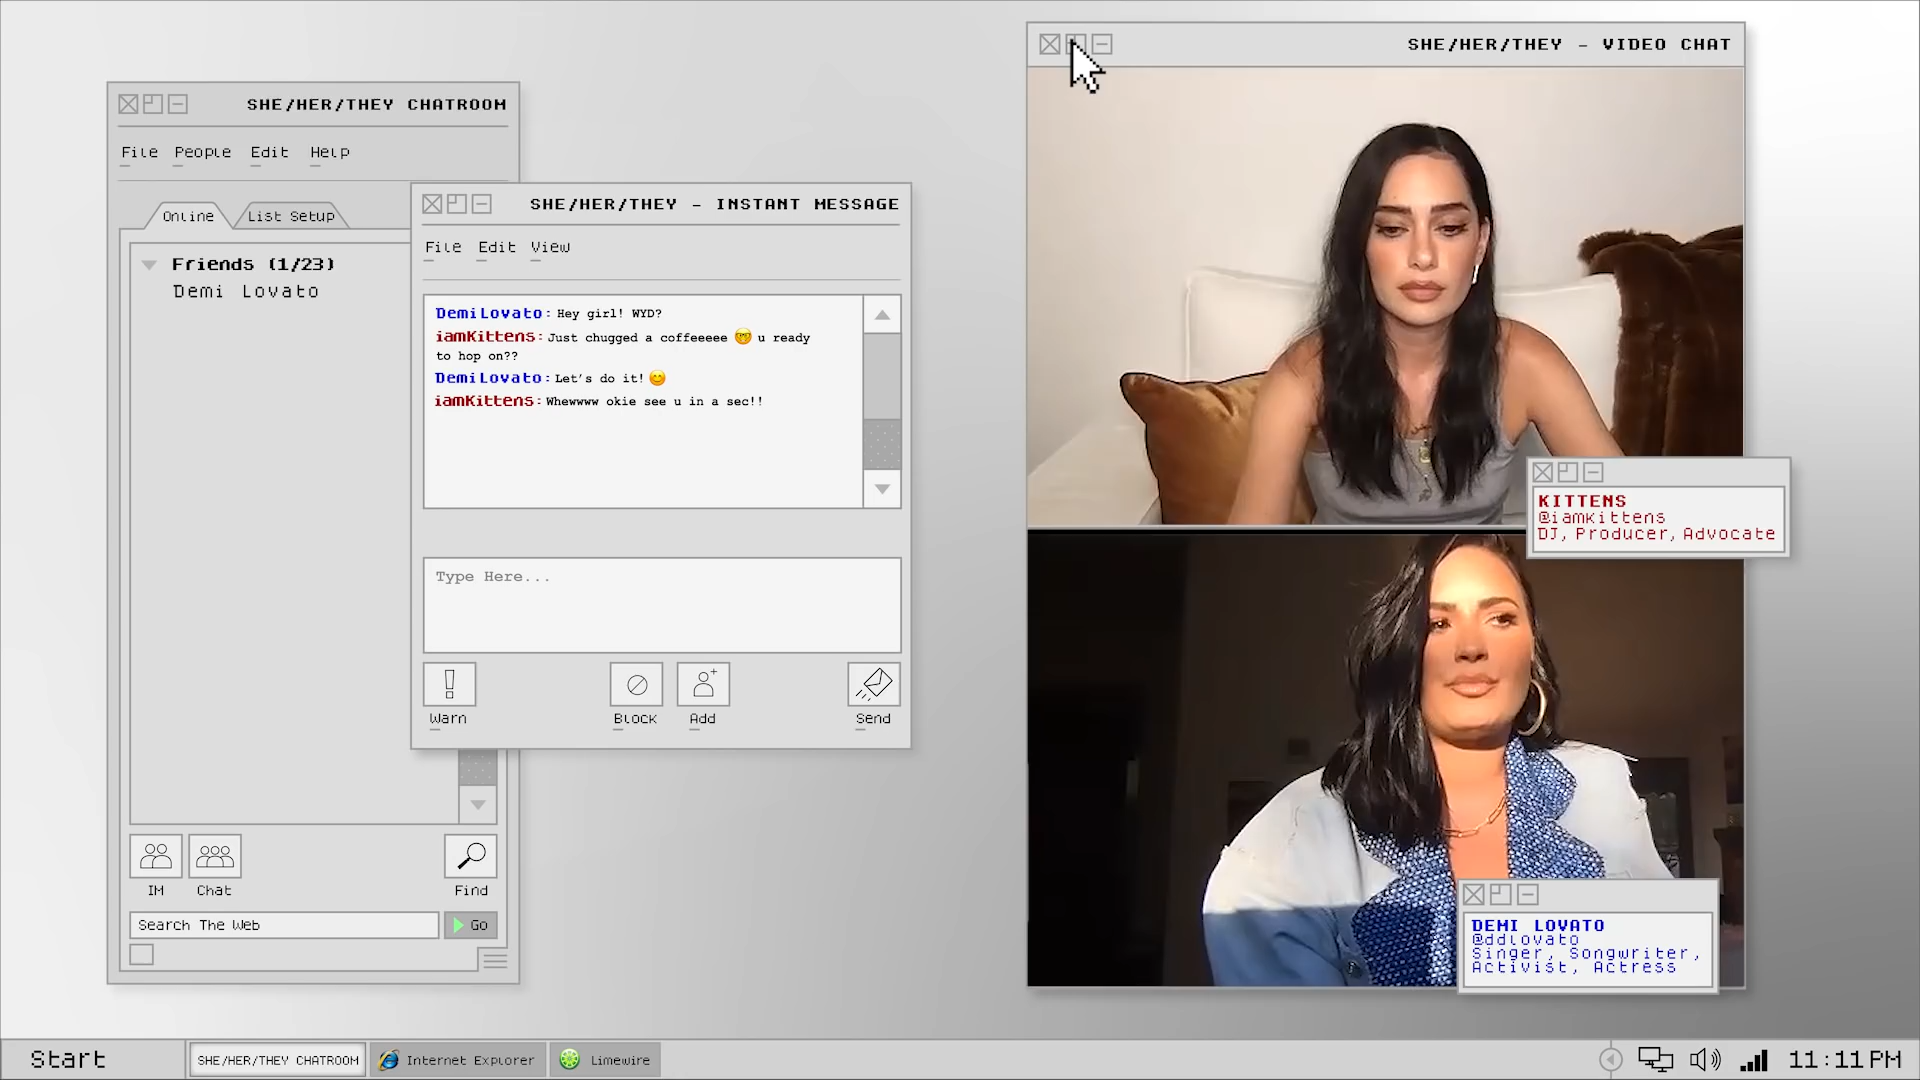 SHE/HER/THEY CHATROOM
File People Edit Help
Online List Setup
Friends (1/23)
Demi Lovato
IM Chat Find
Search The Web Go
SHE/HER/THEY - INSTANT MESSAGE
File Edit View
DemiLovato: Hey girl! WYD?
iamKittens: Just chugged a coffeeeee 🤓 u ready
to hop on??
DemiLovato: Let's do it! 😊
iamKittens: Whewwww okie see u in a sec!!
Type Here...
Warn Block Add Send
SHE/HER/THEY - VIDEO CHAT
KITTENS
@iamkittens
DJ, Producer, Advocate
DEMI LOVATO
@ddlovato
Singer, Songwriter,
Activist, Actress
Start SHE/HER/THEY CHATROOM Internet Explorer Limewire 11:11 PM